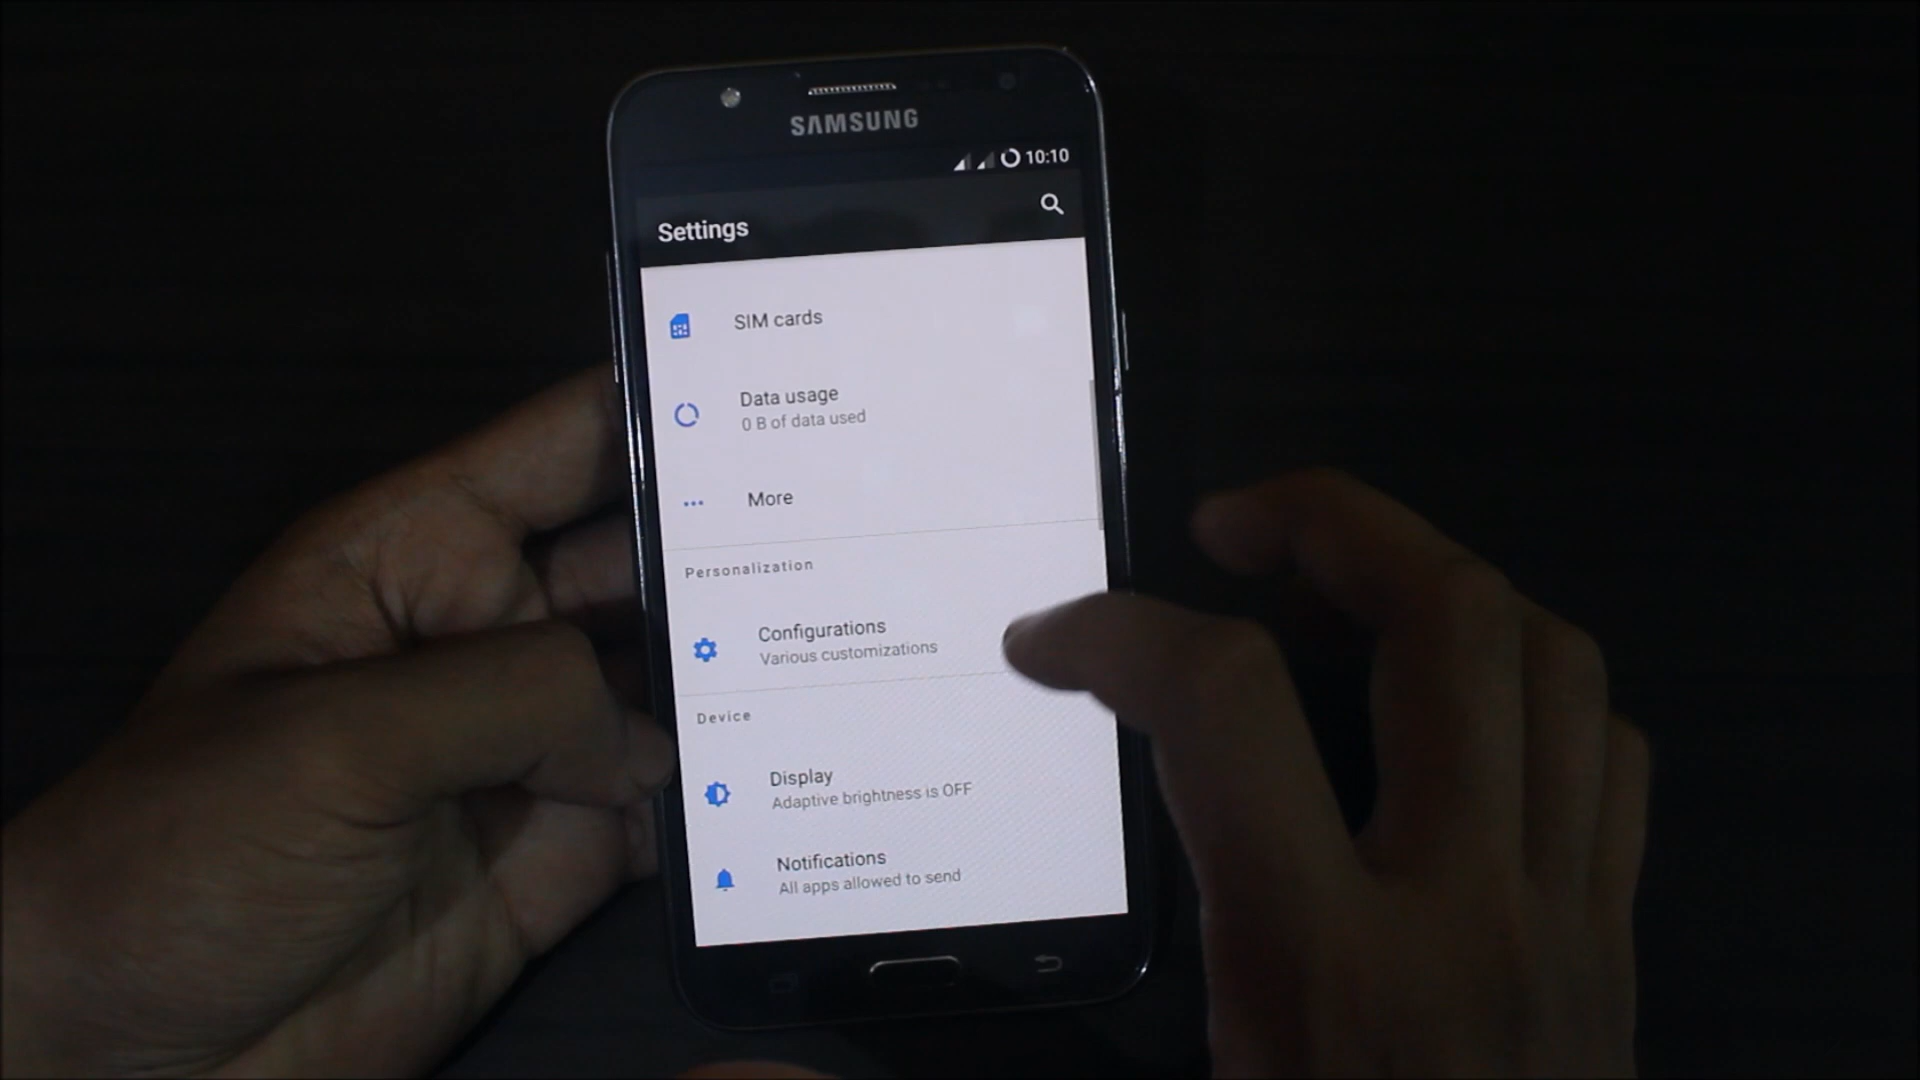 SAMSUNG
10:10
Settings
SIM cards
Data usage
0 B of data used
More
Personalization
Configurations
Various customizations
Device
Display
Adaptive brightness is OFF
Notifications
All apps allowed to send